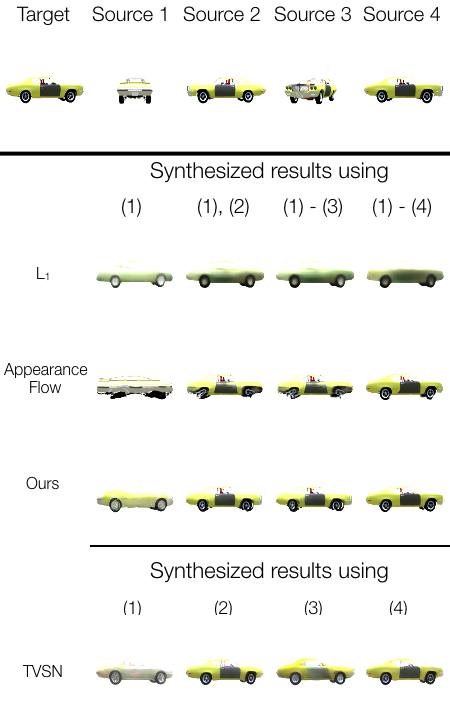 Target Source 1 Source 2 Source 3 Source 4
Synthesized results using
(1) (1), (2) (1) - (3) (1) - (4)
L₁
Appearance
Flow
Ours
Synthesized results using
(1) (2) (3) (4)
TVSN